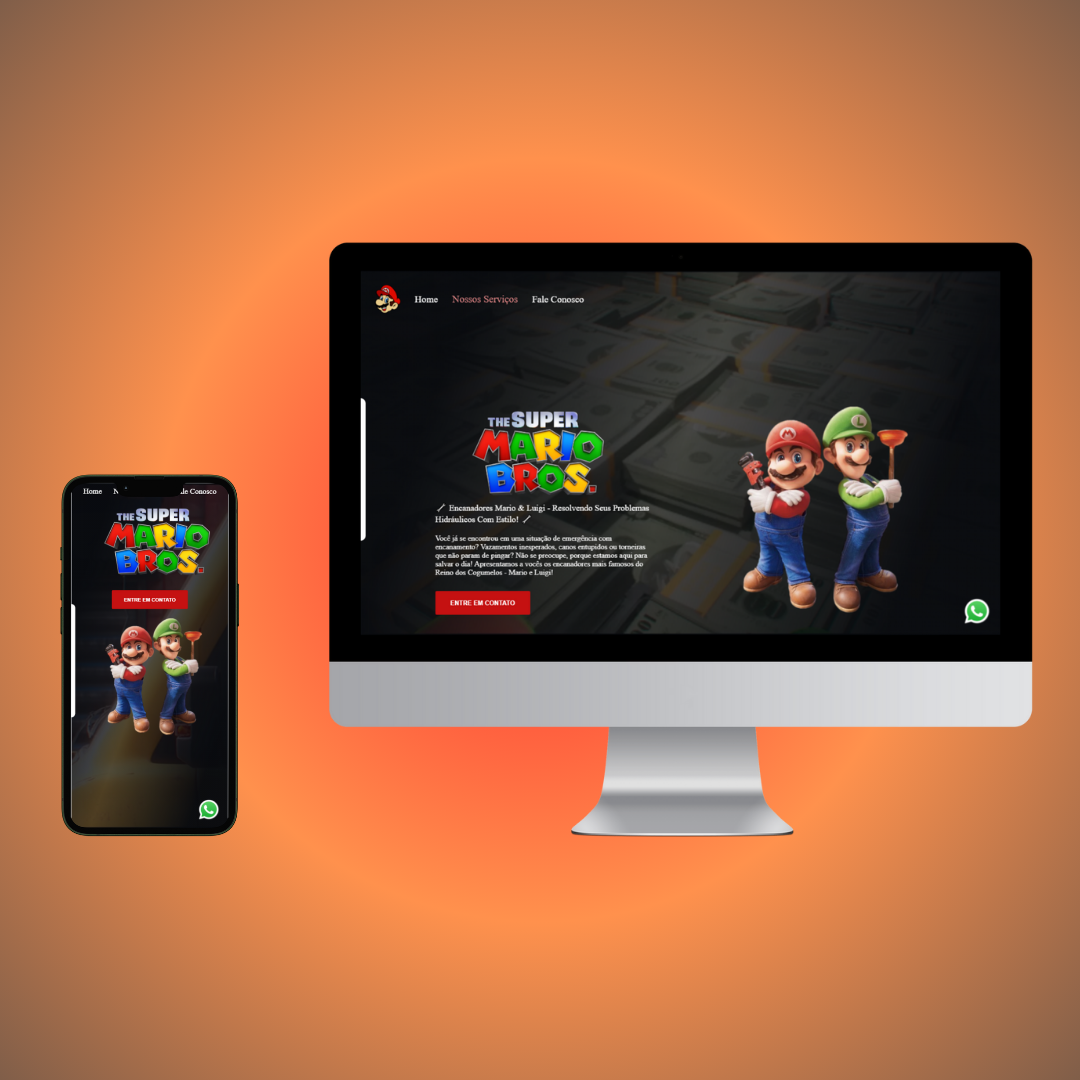 Home Nossos Serviços Fale Conosco
THE SUPER
MARIO
BROS.
🔧 Encanadores Mario & Luigi - Resolvendo Seus Problemas
Hidráulicos Com Estilo! 🔧
Você já se encontrou em uma situação de emergência com
encanamento? Vazamentos inesperados, canos entupidos ou torneiras
que não param de pingar? Não se preocupe, porque estamos aqui para
salvar o dia! Apresentamos a vocês os encanadores mais famosos do
Reino dos Cogumelos - Mario e Luigi!
ENTRE EM CONTATO
Home N le Conosco
THE SUPER
MARIO
BROS.
ENTRE EM CONTATO